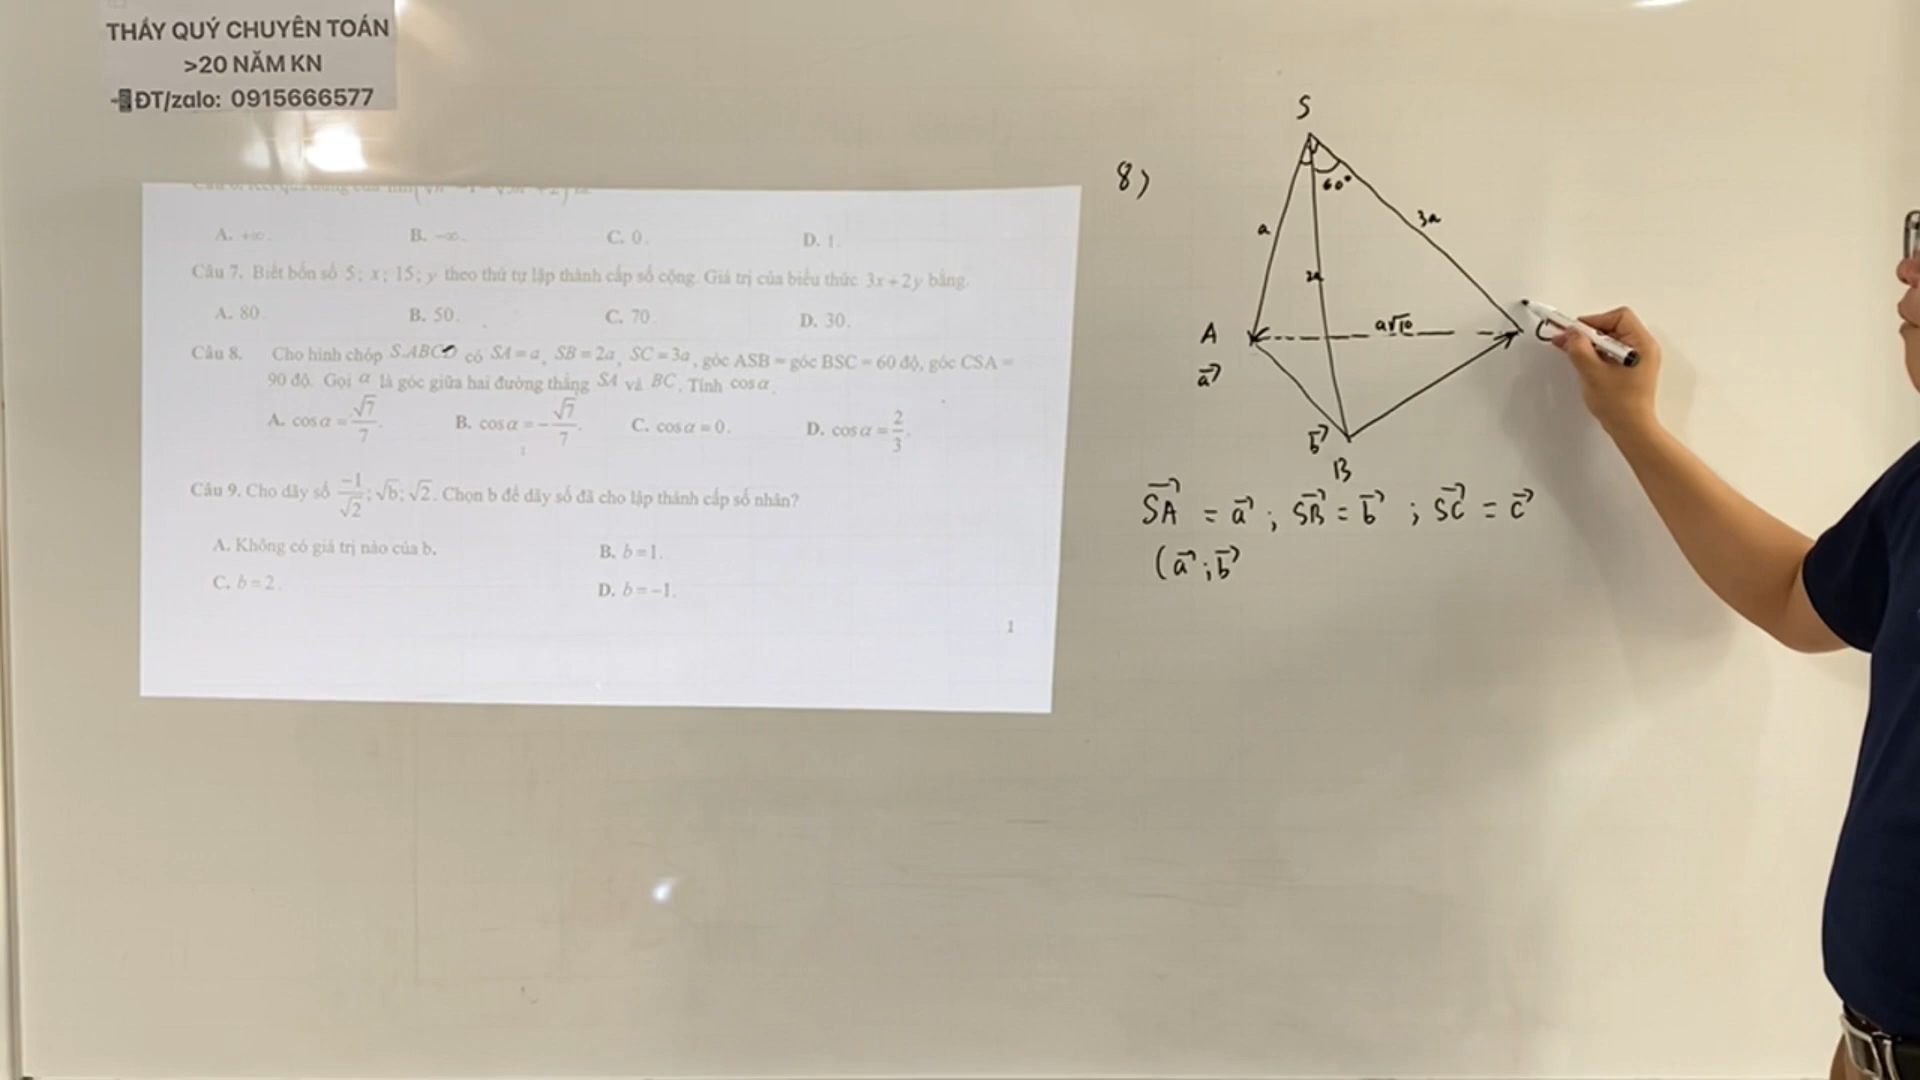 THẦY QUÝ CHUYÊN TOÁN
>20 NĂM KN
ĐT/zalo: 0915666577
A. +∞. B. −∞. C. 0. D. 1.
Câu 7. Biết bốn số 5; x; 15; y theo thứ tự lập thành cấp số cộng. Giá trị của biểu thức 3x+2y bằng
A. 80. B. 50. C. 70. D. 30.
Câu 8. Cho hình chóp S.ABCD có SA=a, SB=2a, SC=3a, góc ASB = góc BSC = 60 độ, góc CSA =
90 độ. Gọi α là góc giữa hai đường thẳng SA và BC. Tính cosα.
A. cosα = √7/7. B. cosα = −√7/7. C. cosα = 0. D. cosα = 2/3.
Câu 9. Cho dãy số −1/√2; √b; √2. Chọn b để dãy số đã cho lập thành cấp số nhân?
A. Không có giá trị nào của b. B. b=1.
C. b=2. D. b=−1.
1
8)
S
60°
a
3a
2a
A
a√10
C
a⃗
b⃗
B
SA⃗ = a⃗ ; SB⃗ = b⃗ ; SC⃗ = c⃗
(a⃗ ; b⃗